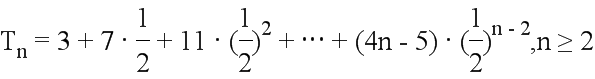 Tₙ = 3 + 7 · 1/2 + 11 · (1/2)² + ··· + (4n - 5) · (1/2)ⁿ ⁻ ², n ≥ 2